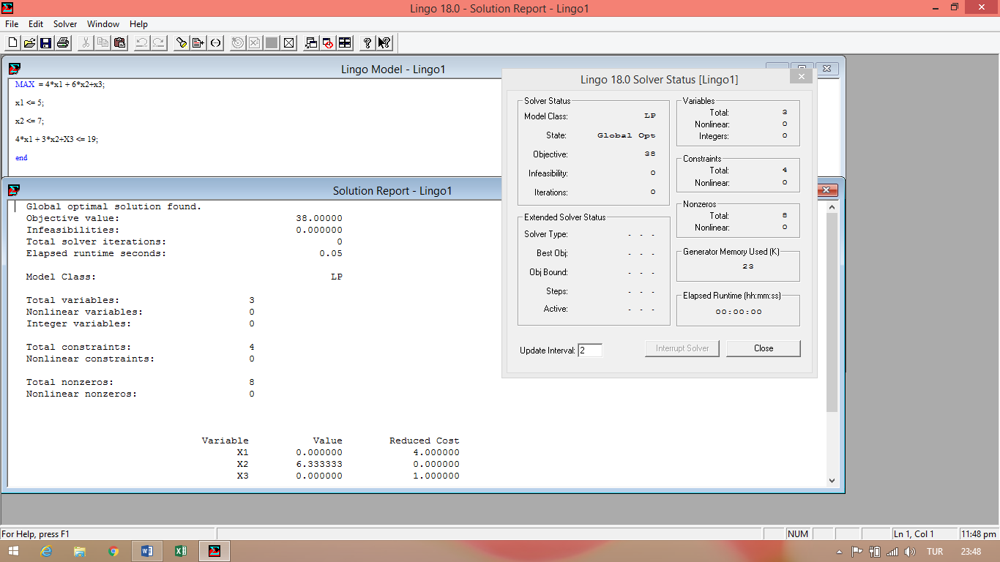 Lingo 18.0 - Solution Report - Lingo1
File Edit Solver Window Help
Lingo Model - Lingo1
MAX = 4*x1 + 6*x2+x3;
x1 <= 5;
x2 <= 7;
4*x1 + 3*x2+X3 <= 19;
end
Solution Report - Lingo1
Global optimal solution found.
Objective value: 38.00000
Infeasibilities: 0.000000
Total solver iterations: 0
Elapsed runtime seconds: 0.05
Model Class: LP
Total variables: 3
Nonlinear variables: 0
Integer variables: 0
Total constraints: 4
Nonlinear constraints: 0
Total nonzeros: 8
Nonlinear nonzeros: 0
Variable Value Reduced Cost
X1 0.000000 4.000000
X2 6.333333 0.000000
X3 0.000000 1.000000
Lingo 18.0 Solver Status [Lingo1]
Solver Status
Model Class: LP
State: Global Opt
Objective: 38
Infeasibility: 0
Iterations: 0
Extended Solver Status
Solver Type: - - -
Best Obj: - - -
Obj Bound: - - -
Steps: - - -
Active: - - -
Variables
Total: 3
Nonlinear: 0
Integers: 0
Constraints
Total: 4
Nonlinear: 0
Nonzeros
Total: 8
Nonlinear: 0
Generator Memory Used (K)
23
Elapsed Runtime (hh:mm:ss)
00:00:00
Update Interval: 2
Interrupt Solver
Close
For Help, press F1
NUM
Ln 1, Col 1
11:48 pm
TUR
23:48